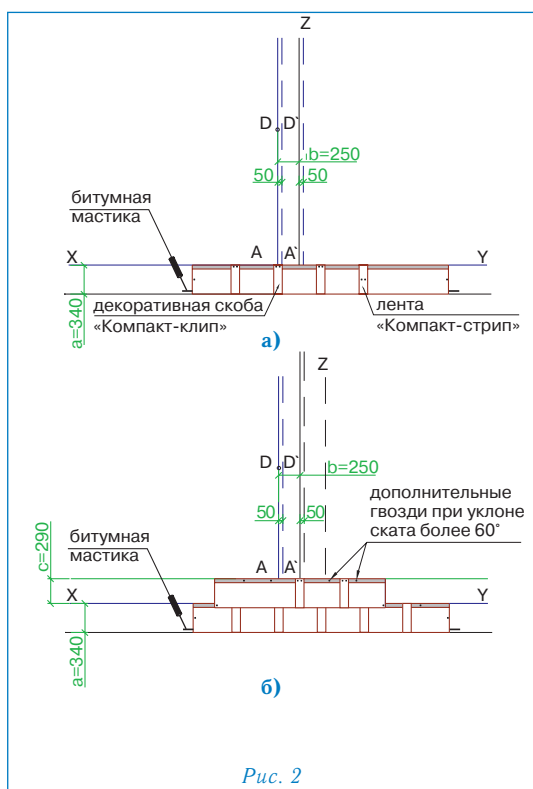 Z
D D`
b=250
50 50
битумная
мастика
X A A` Y
a=340
декоративная скоба
«Компакт-клип»
лента
«Компакт-стрип»
а)
Z
D D`
b=250
дополнительные
гвозди при уклоне
ската более 60°
50 50
c=290
битумная
мастика
A A`
X Y
a=340
б)
Рис. 2